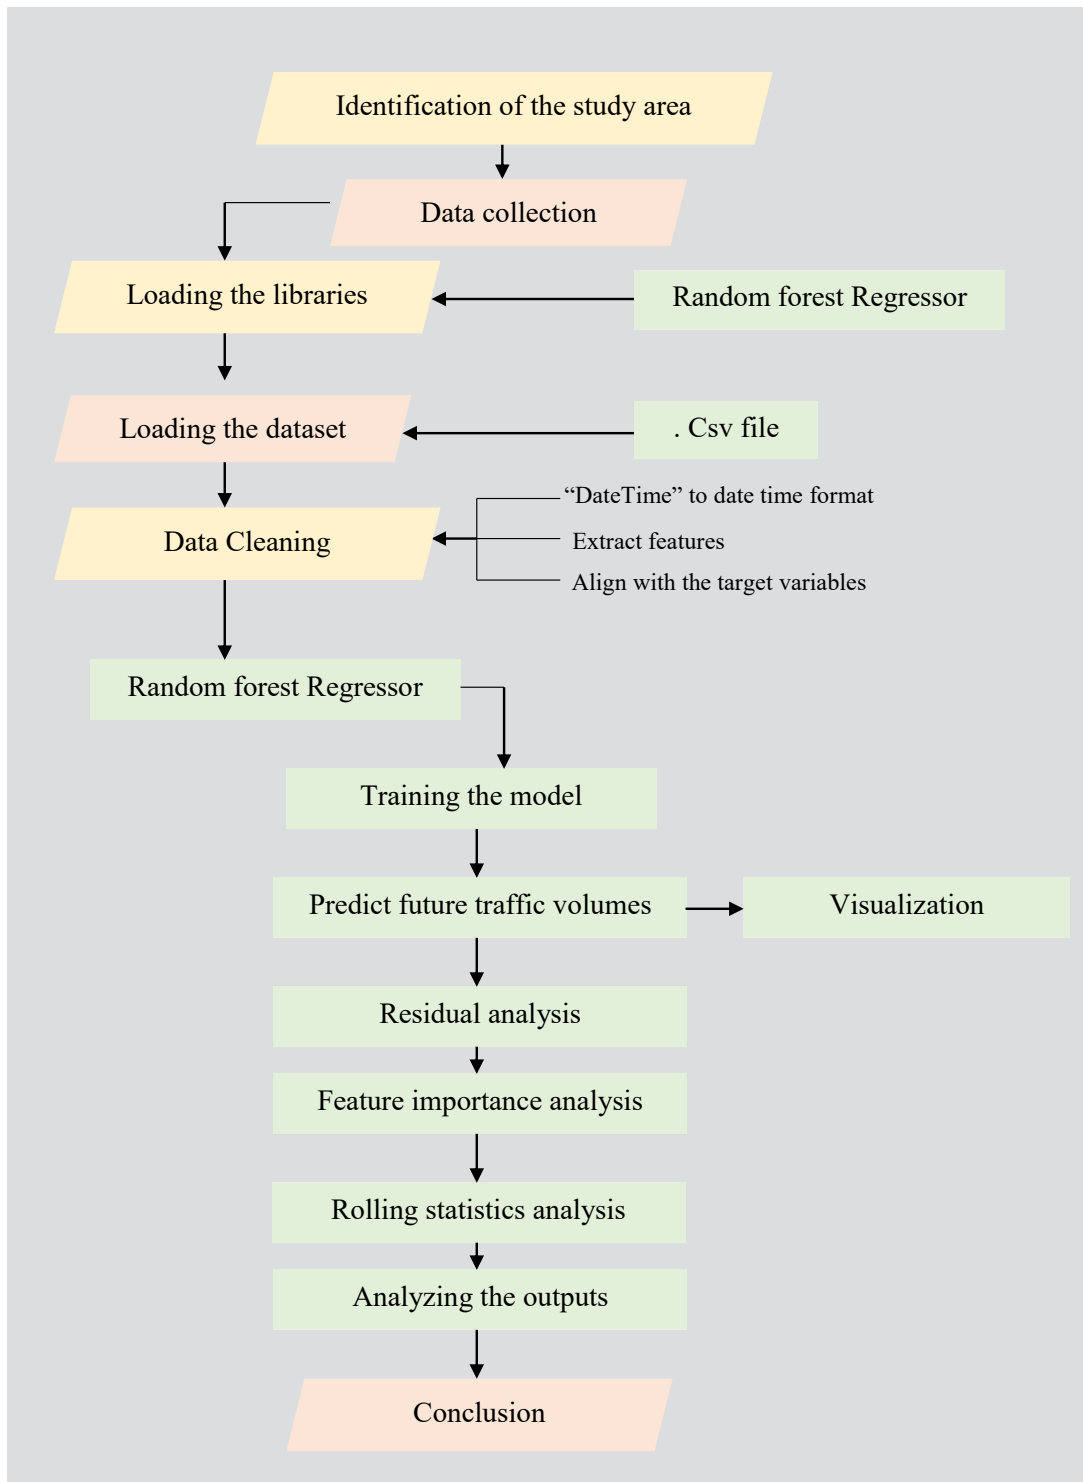 Identification of the study area
Data collection
Loading the libraries
Random forest Regressor
Loading the dataset
. Csv file
“DateTime” to date time format
Data Cleaning
Extract features
Align with the target variables
Random forest Regressor
Training the model
Predict future traffic volumes
Visualization
Residual analysis
Feature importance analysis
Rolling statistics analysis
Analyzing the outputs
Conclusion